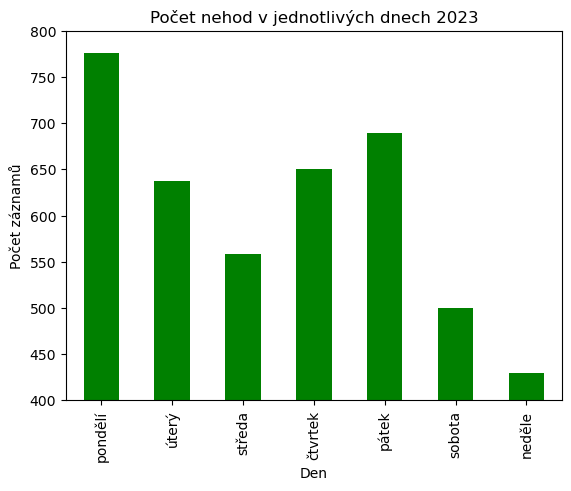 Počet nehod v jednotlivých dnech 2023
Počet záznamů
800
750
700
650
600
550
500
450
400
pondělí
úterý
středa
čtvrtek
pátek
sobota
neděle
Den